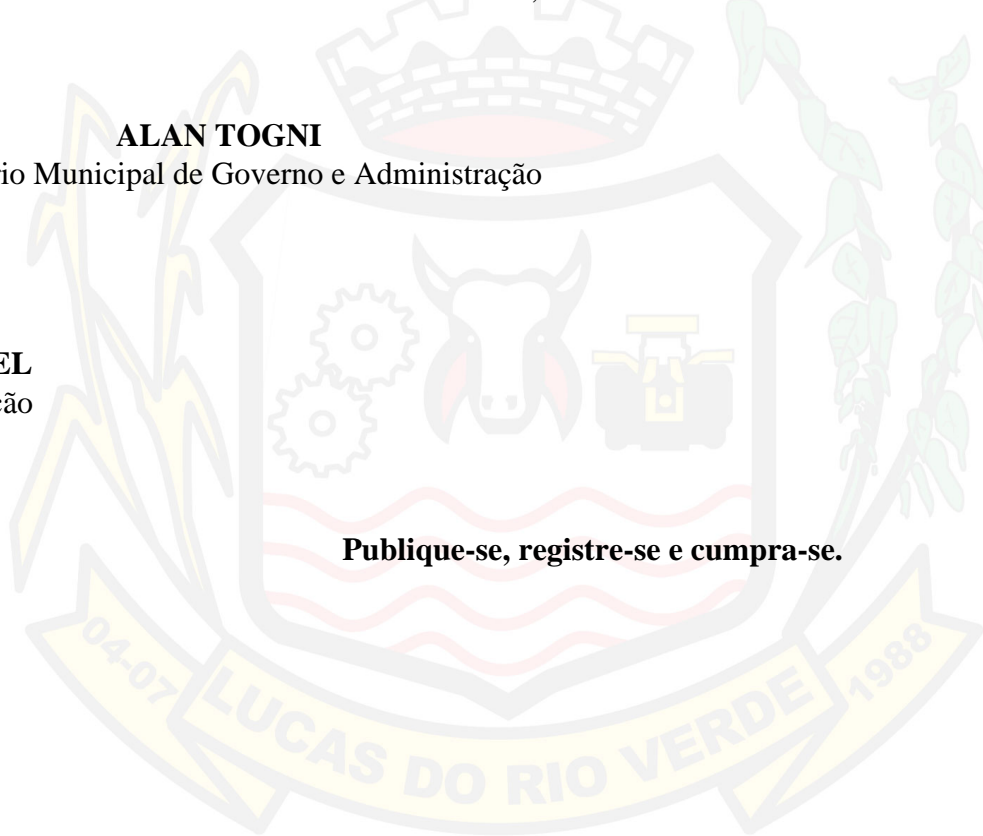 ALAN TOGNI
rio Municipal de Governo e Administração
EL
ção
Publique-se, registre-se e cumpra-se.
04-07 LUCAS DO RIO VERDE 1988